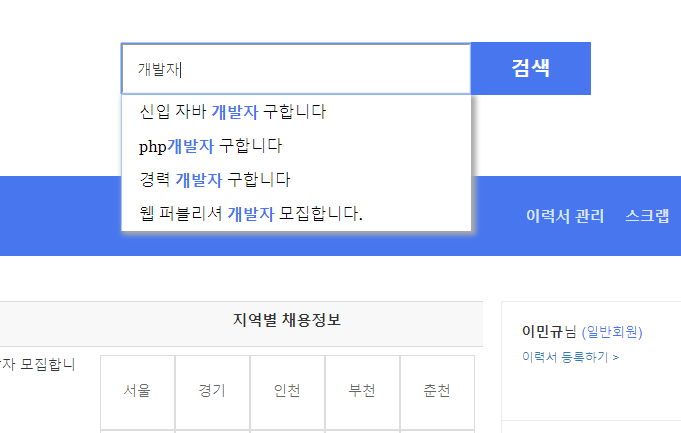 개발자
검색
신입 자바 개발자 구합니다
php개발자 구합니다
경력 개발자 구합니다
웹 퍼블리셔 개발자 모집합니다.
이력서 관리 스크랩
지역별 채용정보
자 모집합니
서울 경기 인천 부천 춘천
이민규님 (일반회원)
이력서 등록하기 >